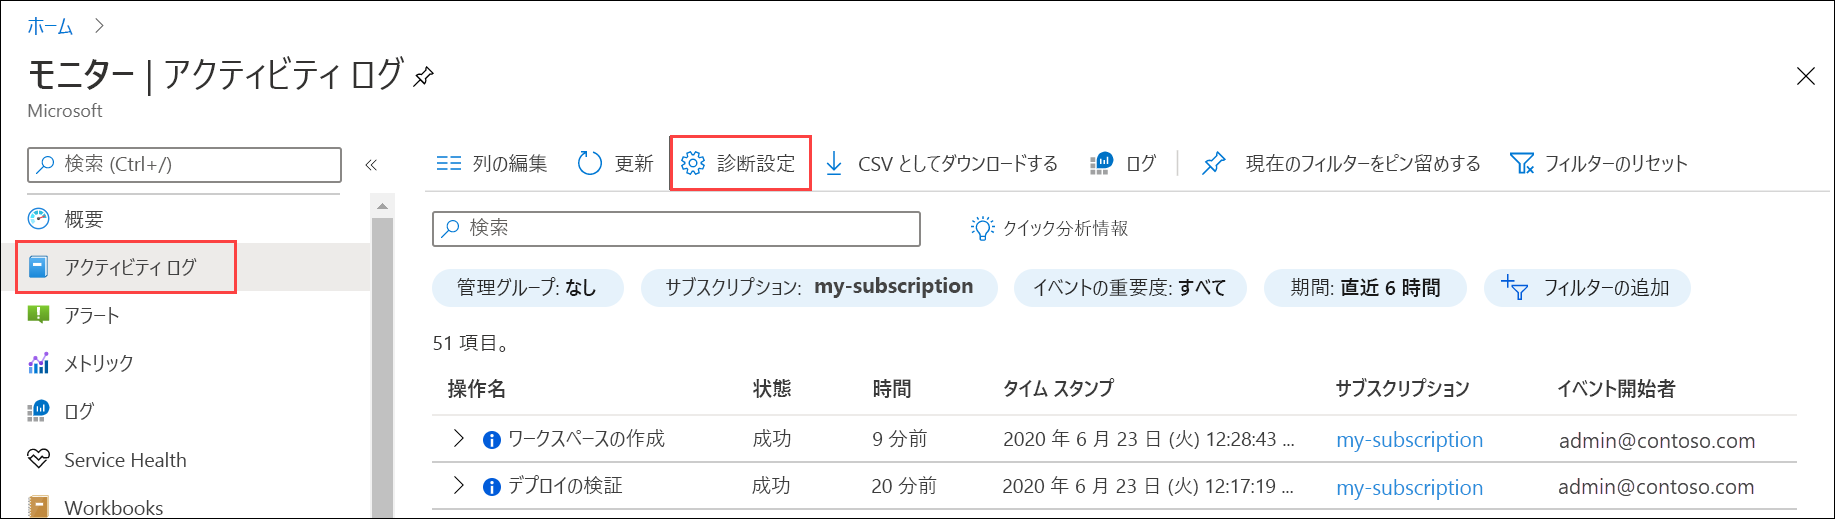 ホーム >
モニター | アクティビティ ログ
Microsoft
検索 (Ctrl+/)
«
概要
アクティビティ ログ
アラート
メトリック
ログ
Service Health
Workbooks
列の編集 更新 診断設定 CSV としてダウンロードする ログ 現在のフィルターをピン留めする フィルターのリセット
検索 クイック分析情報
管理グループ: なし サブスクリプション: my-subscription イベントの重要度: すべて 期間: 直近 6 時間 フィルターの追加
51 項目。
操作名 状態 時間 タイム スタンプ サブスクリプション イベント開始者
ワークスペースの作成 成功 9 分前 2020 年 6 月 23 日 (火) 12:28:43 ... my-subscription admin@contoso.com
デプロイの検証 成功 20 分前 2020 年 6 月 23 日 (火) 12:17:19 ... my-subscription admin@contoso.com